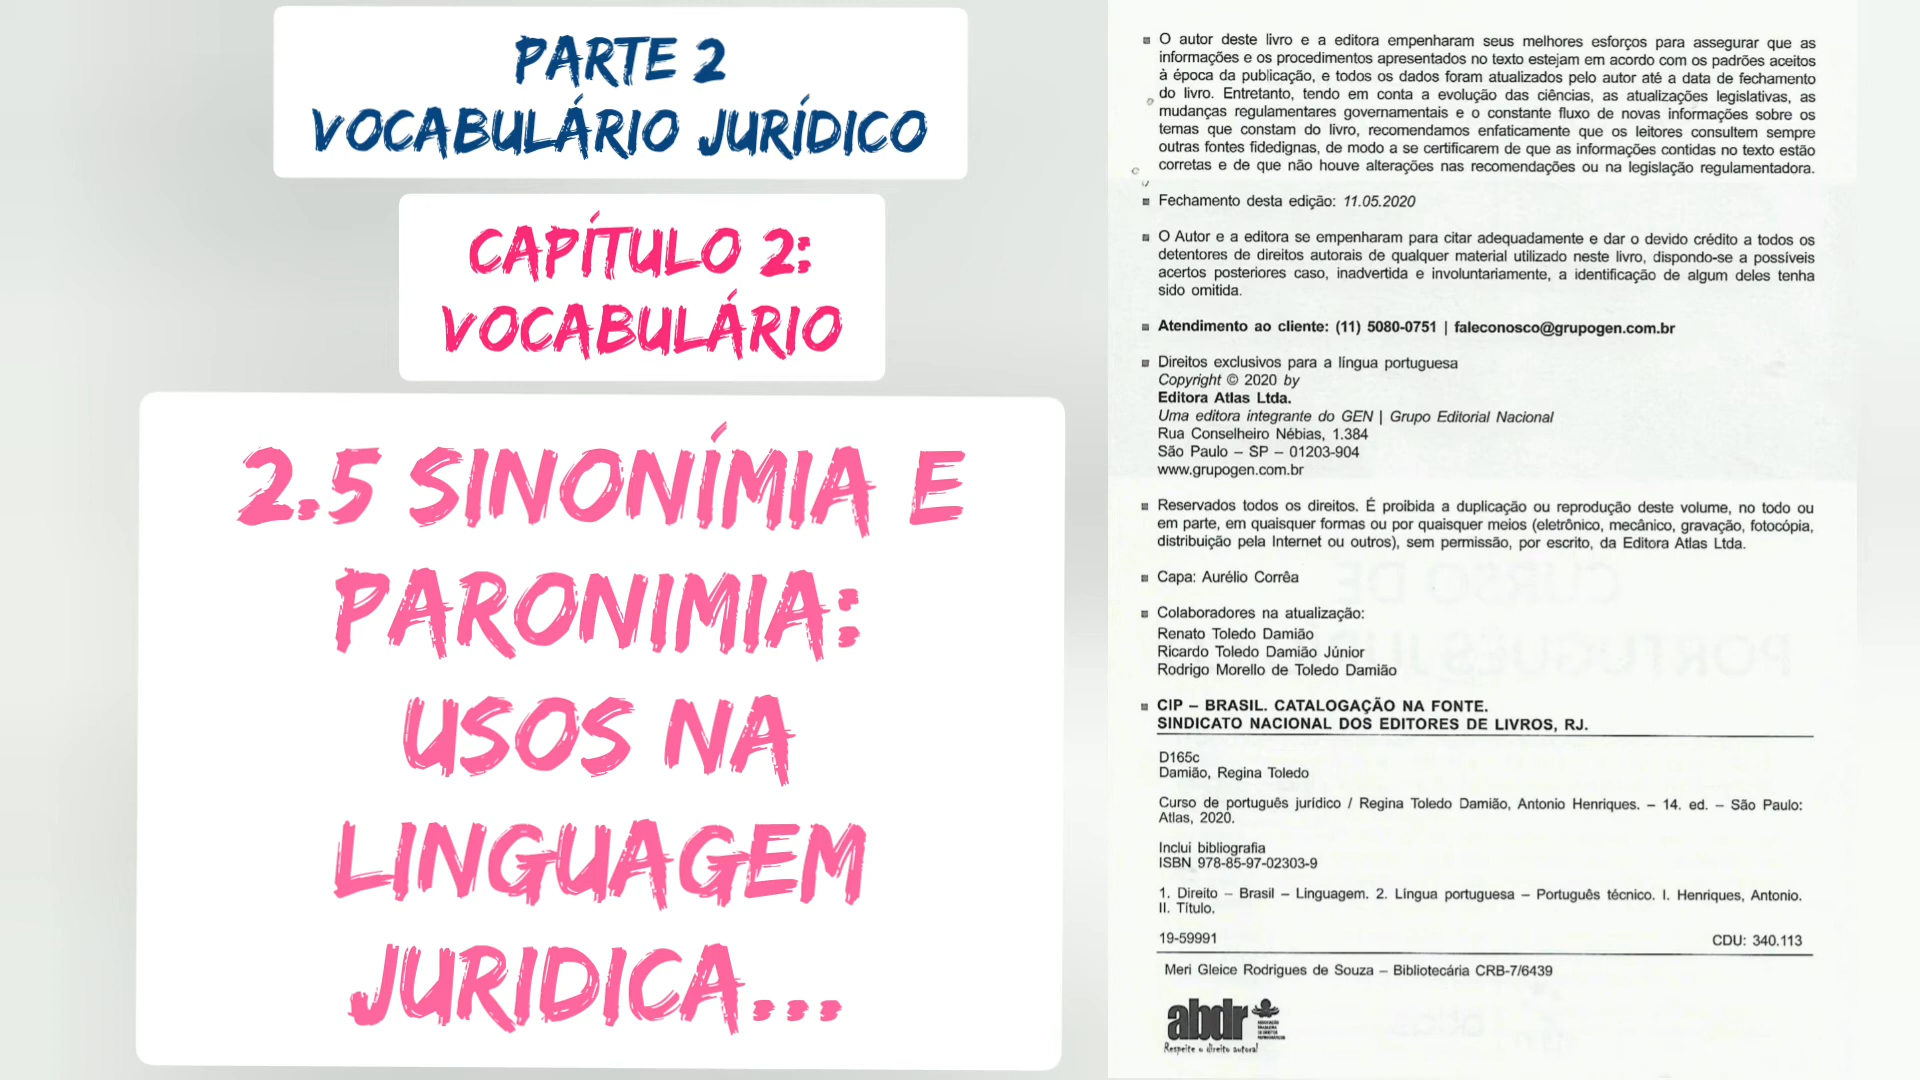 PARTE 2
VOCABULÁRIO JURÍDICO
CAPÍTULO 2:
VOCABULÁRIO
2.5 SINONÍMIA E
PARONIMIA:
USOS NA
LINGUAGEM
JURIDICA...
O autor deste livro e a editora empenharam seus melhores esforços para assegurar que as
informações e os procedimentos apresentados no texto estejam em acordo com os padrões aceitos
à época da publicação, e todos os dados foram atualizados pelo autor até a data de fechamento
do livro. Entretanto, tendo em conta a evolução das ciências, as atualizações legislativas, as
mudanças regulamentares governamentais e o constante fluxo de novas informações sobre os
temas que constam do livro, recomendamos enfaticamente que os leitores consultem sempre
outras fontes fidedignas, de modo a se certificarem de que as informações contidas no texto estão
corretas e de que não houve alterações nas recomendações ou na legislação regulamentadora.
Fechamento desta edição: 11.05.2020
O Autor e a editora se empenharam para citar adequadamente e dar o devido crédito a todos os
detentores de direitos autorais de qualquer material utilizado neste livro, dispondo-se a possíveis
acertos posteriores caso, inadvertida e involuntariamente, a identificação de algum deles tenha
sido omitida.
Atendimento ao cliente: (11) 5080-0751 | faleconosco@grupogen.com.br
Direitos exclusivos para a língua portuguesa
Copyright © 2020 by
Editora Atlas Ltda.
Uma editora integrante do GEN | Grupo Editorial Nacional
Rua Conselheiro Nébias, 1.384
São Paulo – SP – 01203-904
www.grupogen.com.br
Reservados todos os direitos. É proibida a duplicação ou reprodução deste volume, no todo ou
em parte, em quaisquer formas ou por quaisquer meios (eletrônico, mecânico, gravação, fotocópia,
distribuição pela Internet ou outros), sem permissão, por escrito, da Editora Atlas Ltda.
Capa: Aurélio Corrêa
Colaboradores na atualização:
Renato Toledo Damião
Ricardo Toledo Damião Júnior
Rodrigo Morello de Toledo Damião
CIP – BRASIL. CATALOGAÇÃO NA FONTE.
SINDICATO NACIONAL DOS EDITORES DE LIVROS, RJ.
D165c
Damião, Regina Toledo
Curso de português jurídico / Regina Toledo Damião, Antonio Henriques. – 14. ed. – São Paulo:
Atlas, 2020.
Inclui bibliografia
ISBN 978-85-97-02303-9
1. Direito – Brasil – Linguagem. 2. Língua portuguesa – Português técnico. I. Henriques, Antonio.
II. Título.
19-59991
CDU: 340.113
Meri Gleice Rodrigues de Souza – Bibliotecária CRB-7/6439
abdr
Respeite o direito autoral